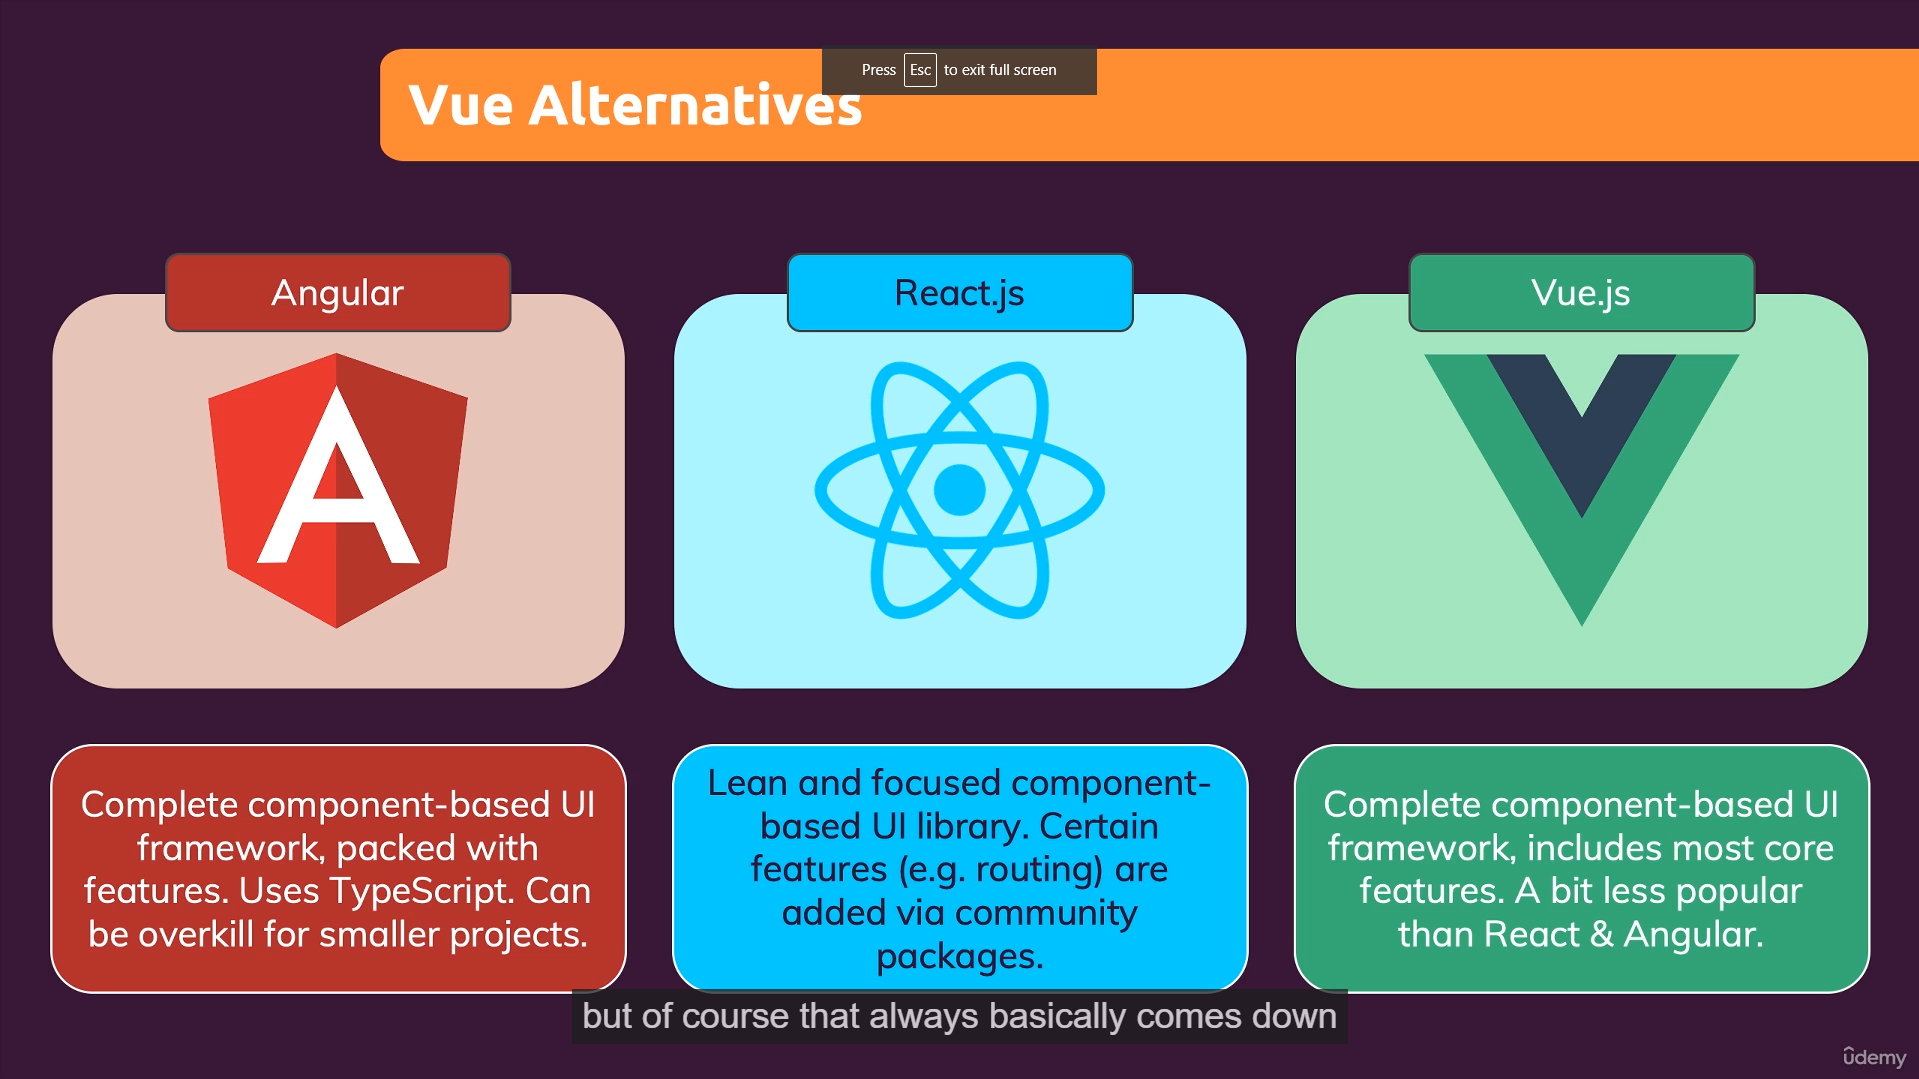 Press Esc to exit full screen
Vue Alternatives
Angular
React.js
Vue.js
Complete component-based UI
framework, packed with
features. Uses TypeScript. Can
be overkill for smaller projects.
Lean and focused component-
based UI library. Certain
features (e.g. routing) are
added via community
packages.
Complete component-based UI
framework, includes most core
features. A bit less popular
than React & Angular.
but of course that always basically comes down
udemy